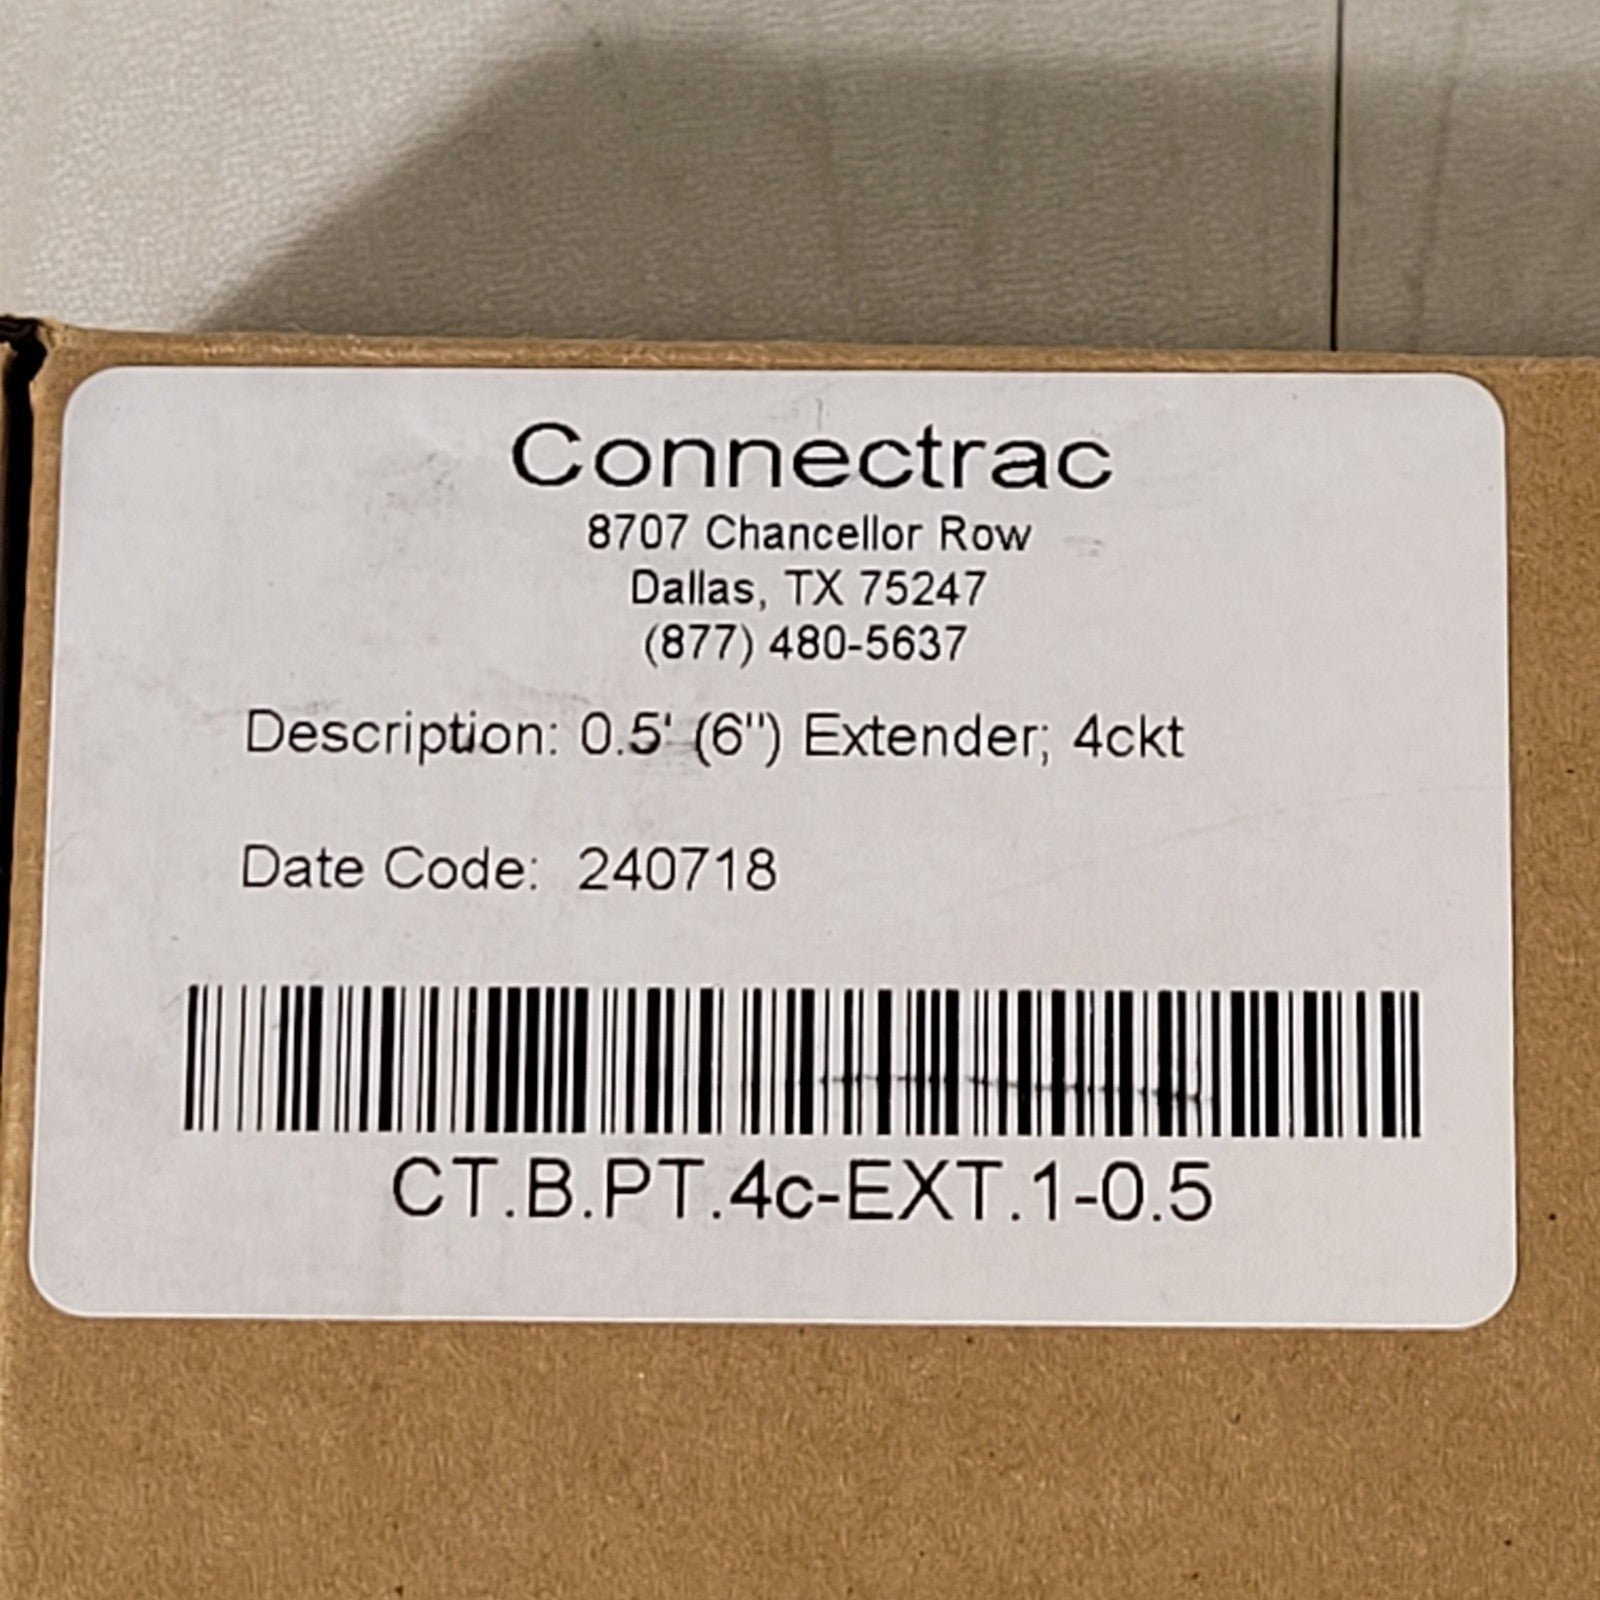 Connectrac
8707 Chancellor Row
Dallas, TX 75247
(877) 480-5637
Description: 0.5' (6") Extender; 4ckt
Date Code: 240718
CT.B.PT.4c-EXT.1-0.5